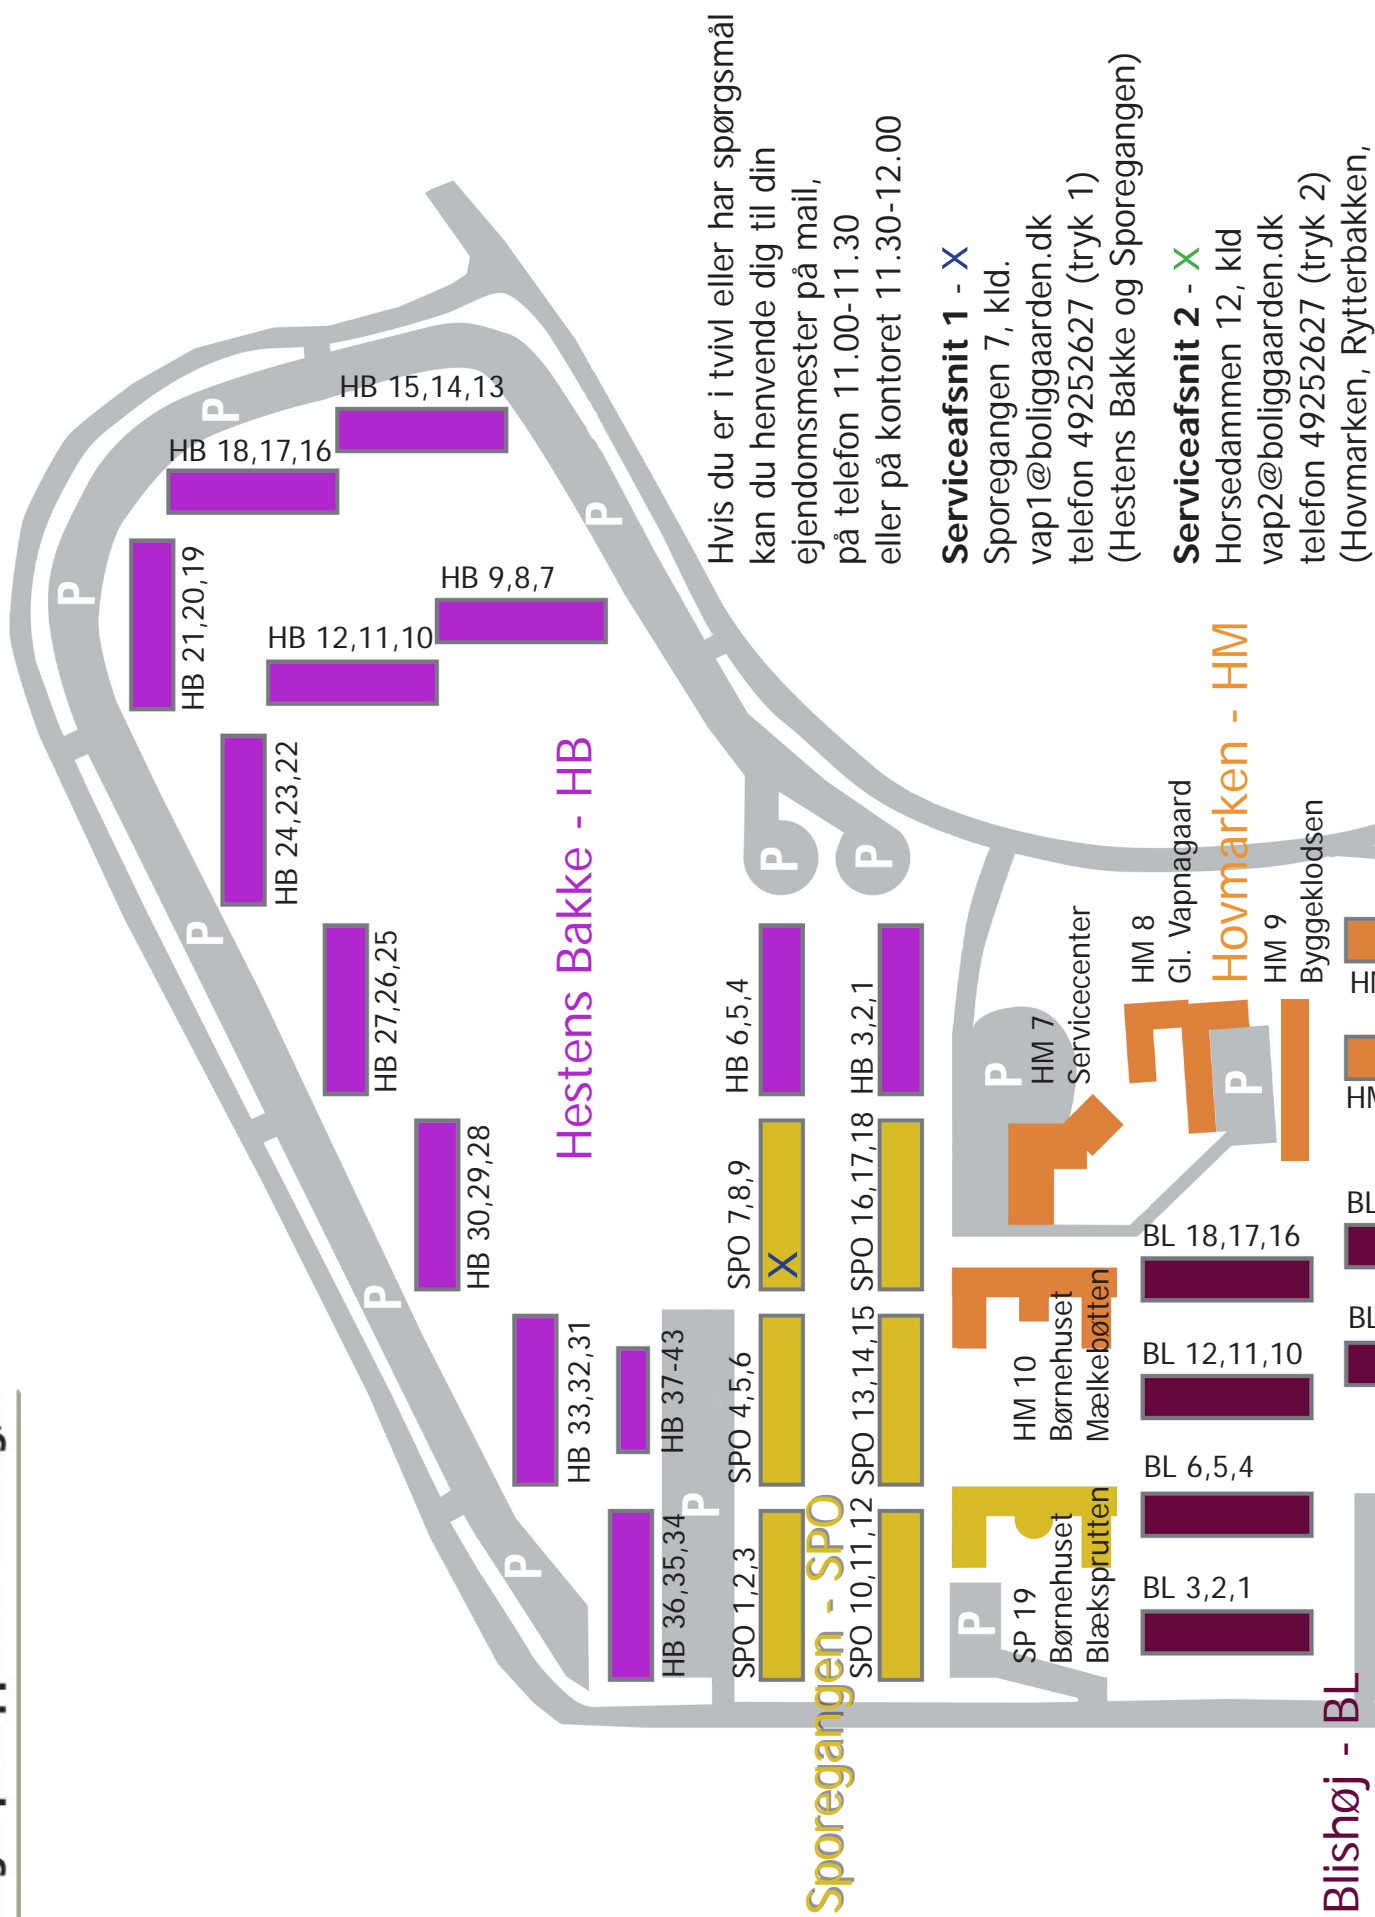 Hvis du er i tvivl eller har spørgsmål
kan du henvende dig til din
ejendomsmester på mail,
på telefon 11.00-11.30
eller på kontoret 11.30-12.00
Serviceafsnit 1 - X
Sporegangen 7, kld.
vap1@boliggaarden.dk
telefon 49252627 (tryk 1)
(Hestens Bakke og Sporegangen)
Serviceafsnit 2 - X
Horsedammen 12, kld
vap2@boliggaarden.dk
telefon 49252627 (tryk 2)
(Hovmarken, Rytterbakken,
Hestens Bakke - HB
HB 15,14,13
HB 18,17,16
HB 21,20,19
HB 12,11,10
HB 9,8,7
HB 24,23,22
HB 27,26,25
HB 30,29,28
HB 33,32,31
HB 37-43
HB 36,35,34
HB 6,5,4
HB 3,2,1
P
P
P
P
P
P
P
P
P
P
P
P
Sporegangen - SPO
SPO 7,8,9
X
SPO 4,5,6
SPO 1,2,3
SPO 16,17,18
SPO 13,14,15
SPO 10,11,12
SP 19
Børnehuset
Blæksprutten
Hovmarken - HM
HM 7
Servicecenter
HM 8
Gl. Vapnagaard
HM 9
Byggeklodsen
HM 10
Børnehuset
Mælkebøtten
HM
Blishøj - BL
BL 18,17,16
BL 12,11,10
BL 6,5,4
BL 3,2,1
BL
BL